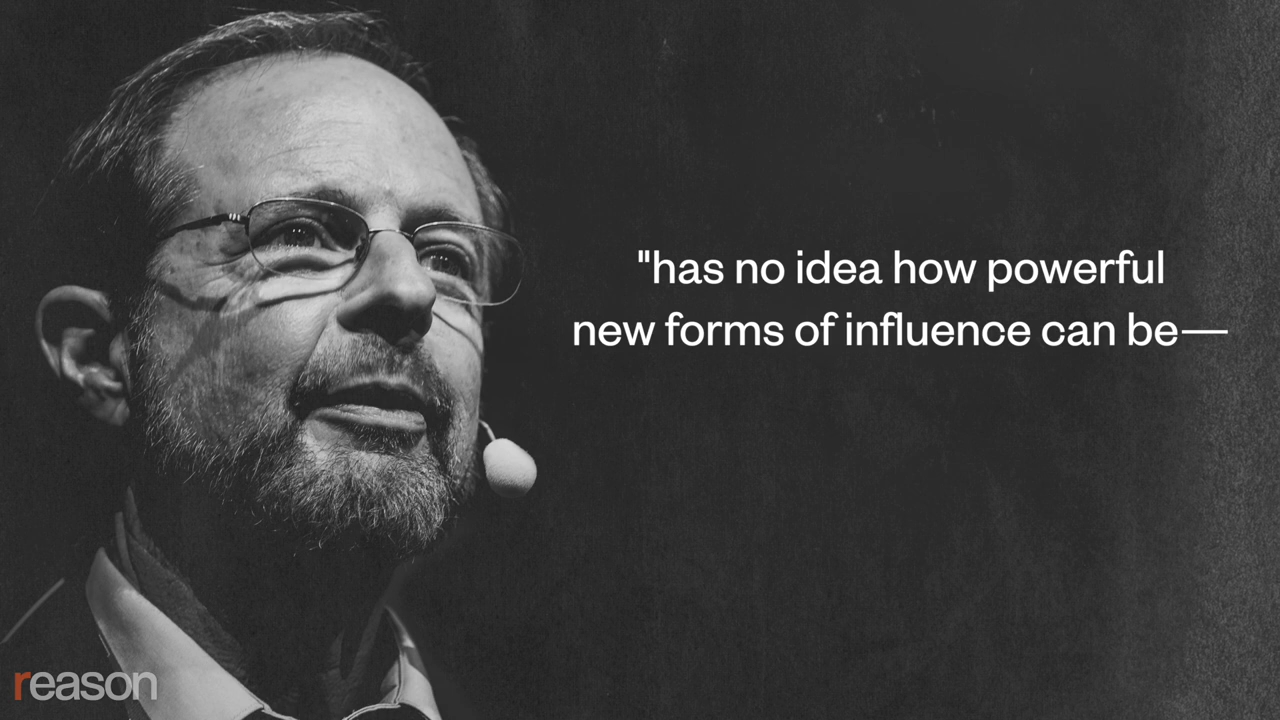 "has no idea how powerful
new forms of influence can be—
reason